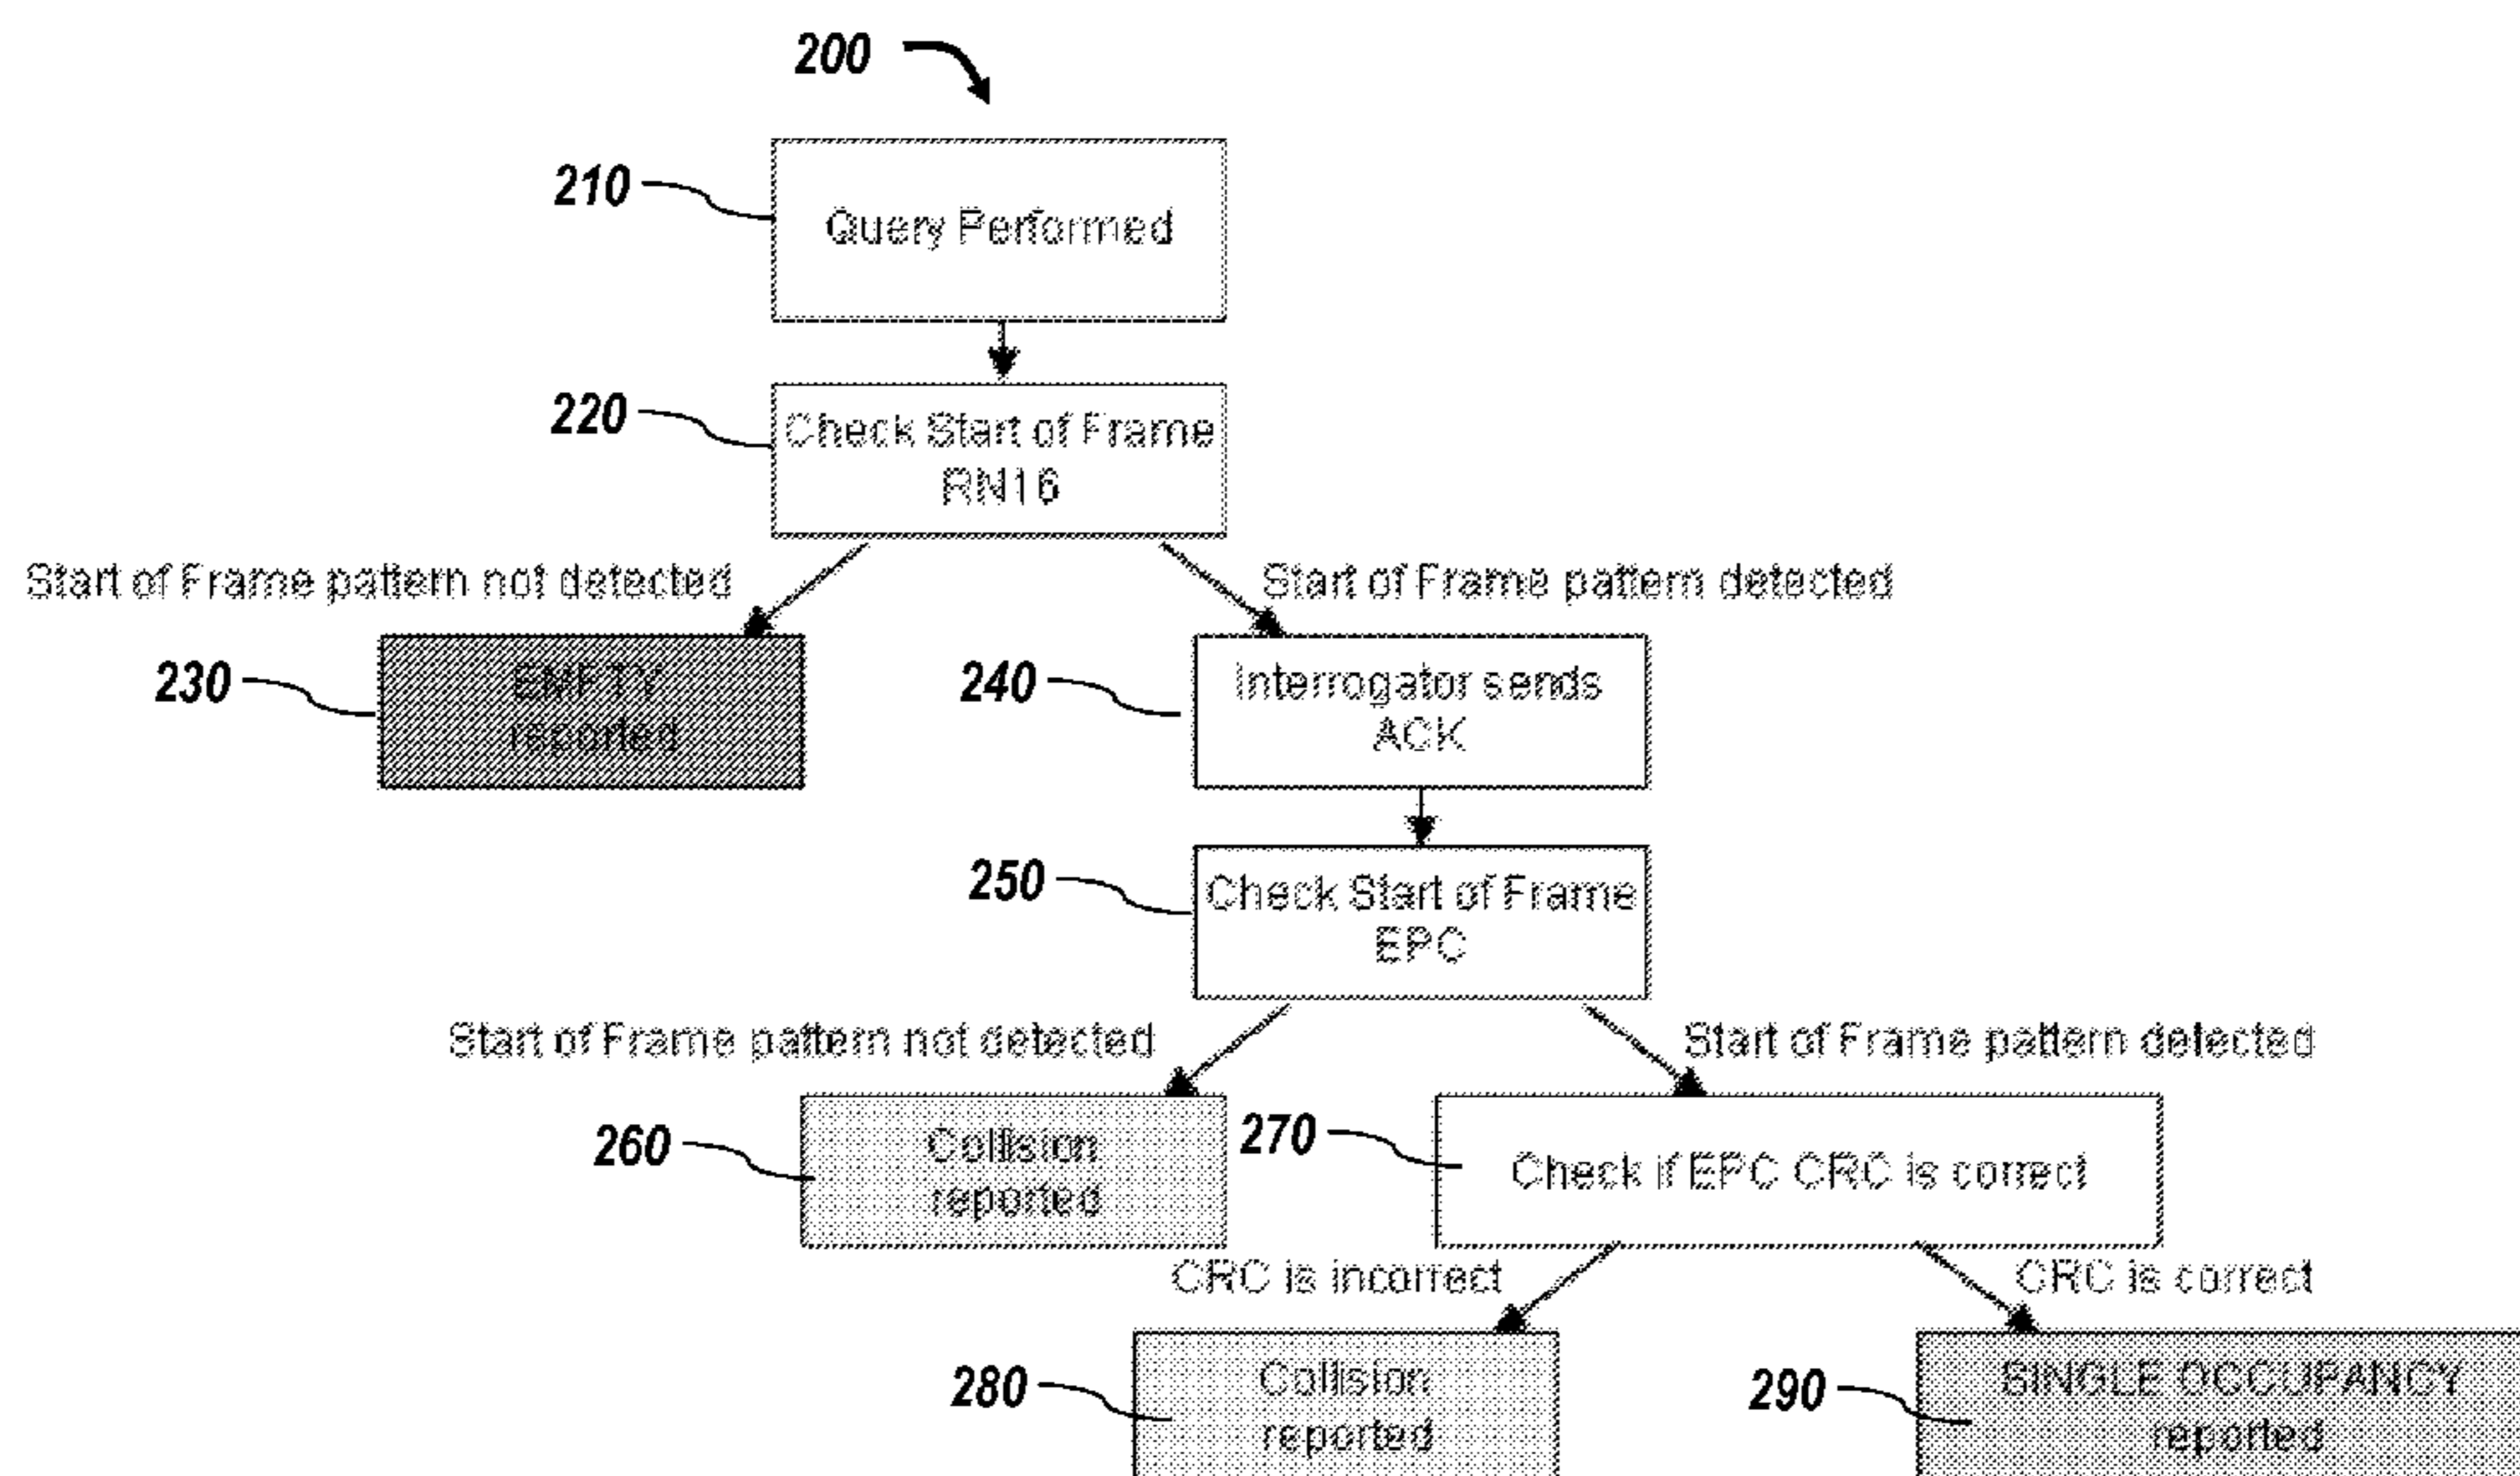 200
210
Query Performed
220
Check Start of Frame
RN16
Start of Frame pattern not detected
Start of Frame pattern detected
230
EMPTY
reported
240
Interrogator sends
ACK
250
Check Start of Frame
EPC
Start of Frame pattern not detected
Start of Frame pattern detected
260
Collision
reported
270
Check if EPC CRC is correct
CRC is incorrect
CRC is correct
280
Collision
reported
290
SINGLE OCCUPANCY
reported